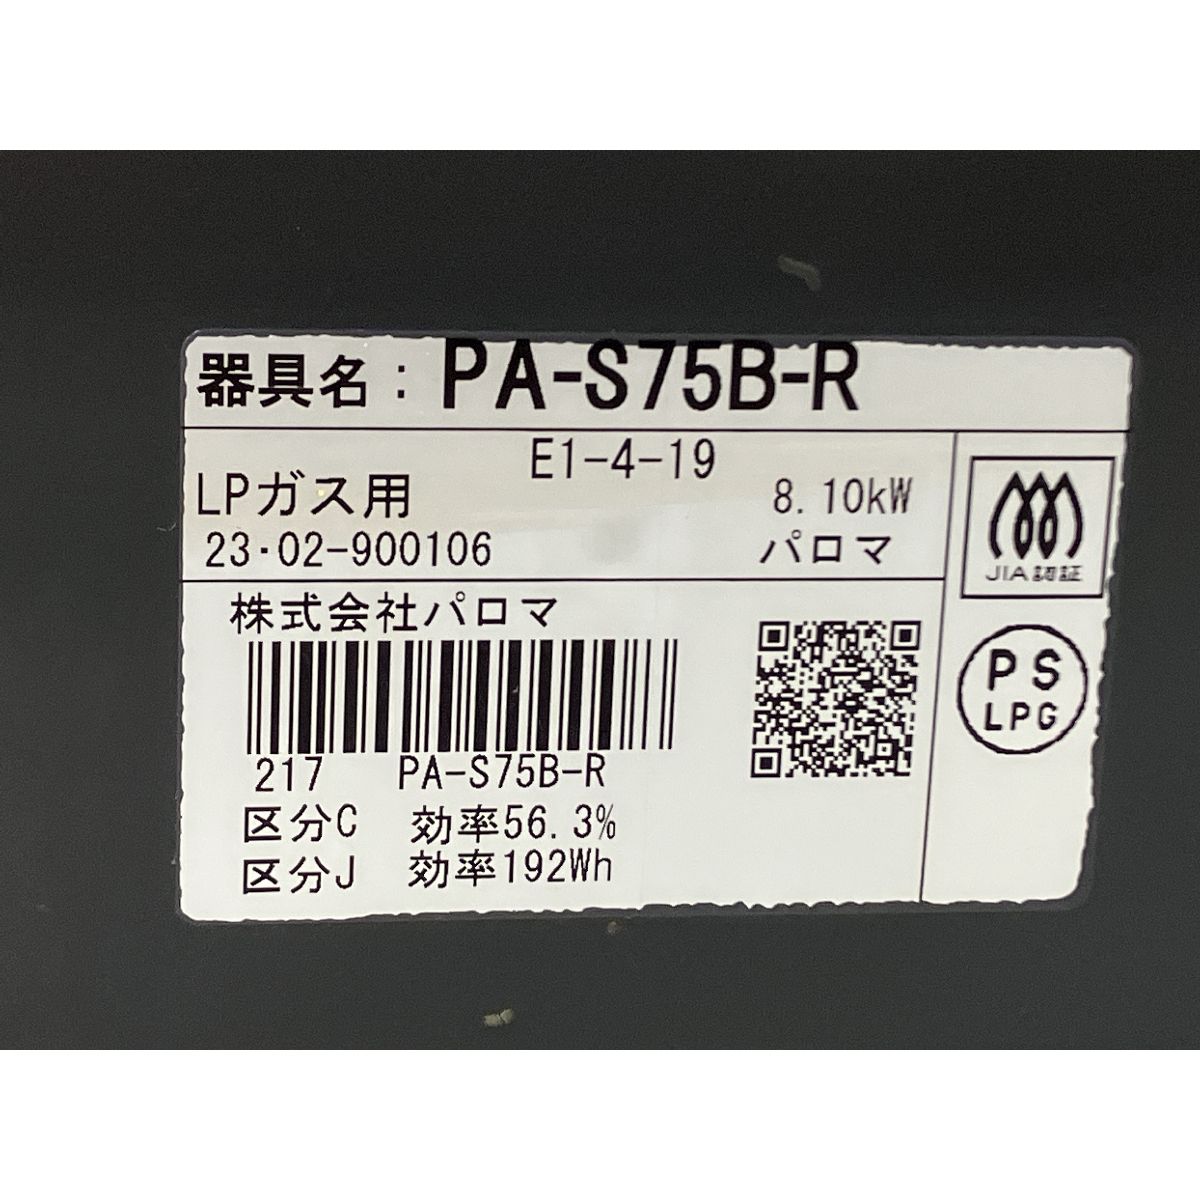 器具名：PA-S75B-R
E1-4-19
LPガス用 8.10kW
23・02-900106 パロマ
JIA認証
株式会社パロマ
PS
LPG
217 PA-S75B-R
区分C 効率56.3%
区分J 効率192Wh